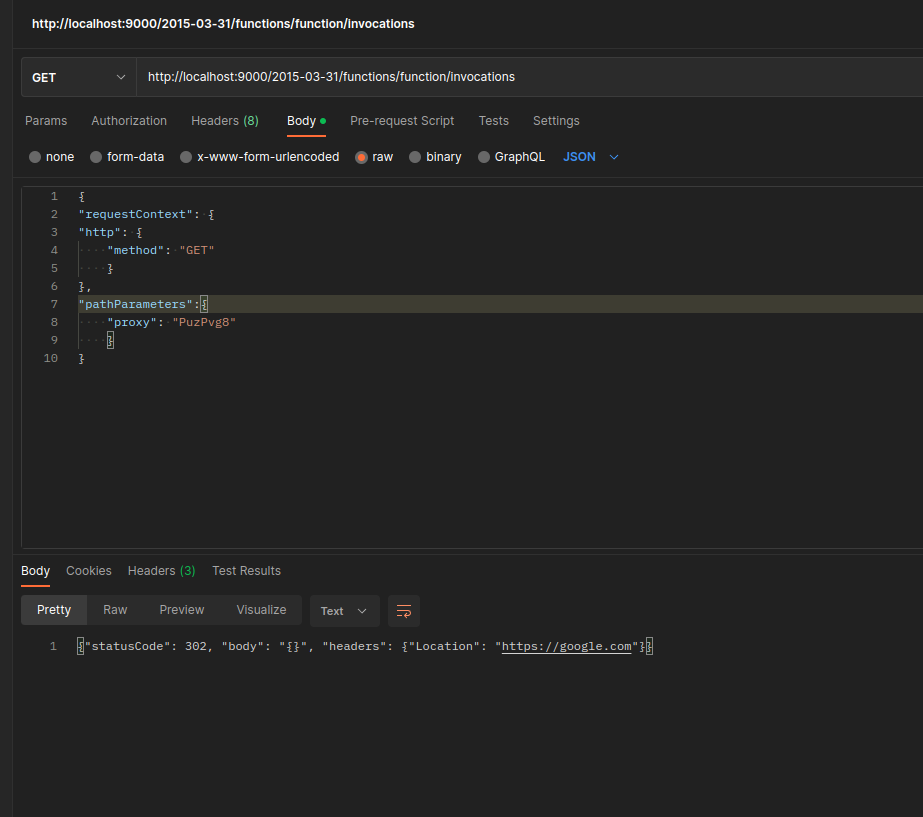 http://localhost:9000/2015-03-31/functions/function/invocations
GET http://localhost:9000/2015-03-31/functions/function/invocations
Params Authorization Headers (8) Body Pre-request Script Tests Settings
none form-data x-www-form-urlencoded raw binary GraphQL JSON
1 {
2 "requestContext": {
3 "http": {
4 ····"method": "GET"
5 ····}
6 },
7 "pathParameters":{
8 ····"proxy": "PuzPvg8"
9 ····}
10 }
Body Cookies Headers (3) Test Results
Pretty Raw Preview Visualize Text
1 {"statusCode": 302, "body": "{}", "headers": {"Location": "https://google.com"}}